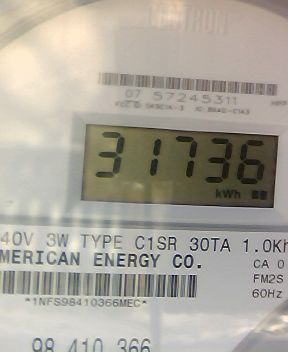 CENTRON
07 57245311
31736
kWh
40V 3W TYPE C1SR 30TA 1.0Kh
MERICAN ENERGY CO.
CA 0
FM2S
60Hz
*1NFS98410366MEC*
98 410 366